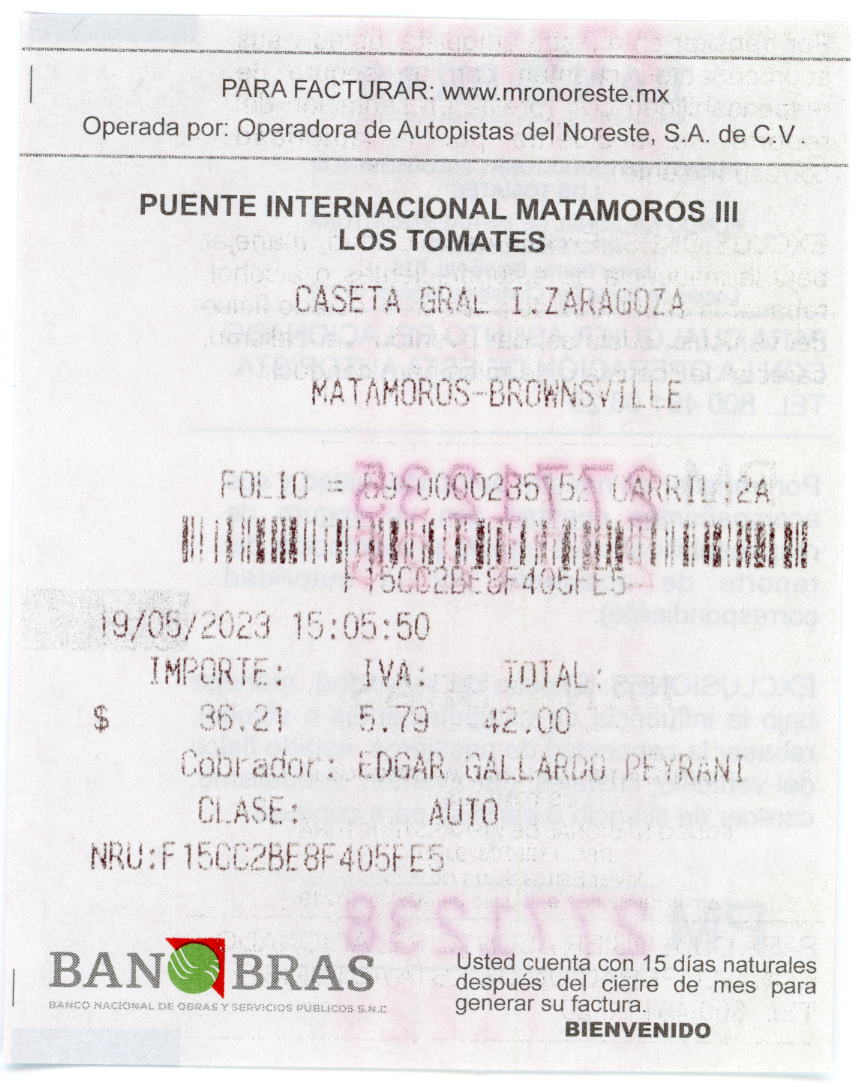 PARA FACTURAR: www.mronoreste.mx
Operada por: Operadora de Autopistas del Noreste, S.A. de C.V
PUENTE INTERNACIONAL MATAMOROS III
LOS TOMATES
CASETA GRAL I.ZARAGOZA
MATAMOROS-BROWNSVILLE
FOLIO = CARRIL12A
F15CC2BE8F405FE5
19/05/2023 15:05:50
IMPORTE: IVA: TOTAL:
$ 36.21 5.79 42.00
Cobrador: EDGAR GALLARDO PEYRANI
CLASE: AUTO
NRU:F15CC2BE8F405FE5
BANOBRAS
BANCO NACIONAL DE OBRAS Y SERVICIOS PÚBLICOS S.N.C
Usted cuenta con 15 días naturales
después del cierre de mes para
generar su factura.
BIENVENIDO